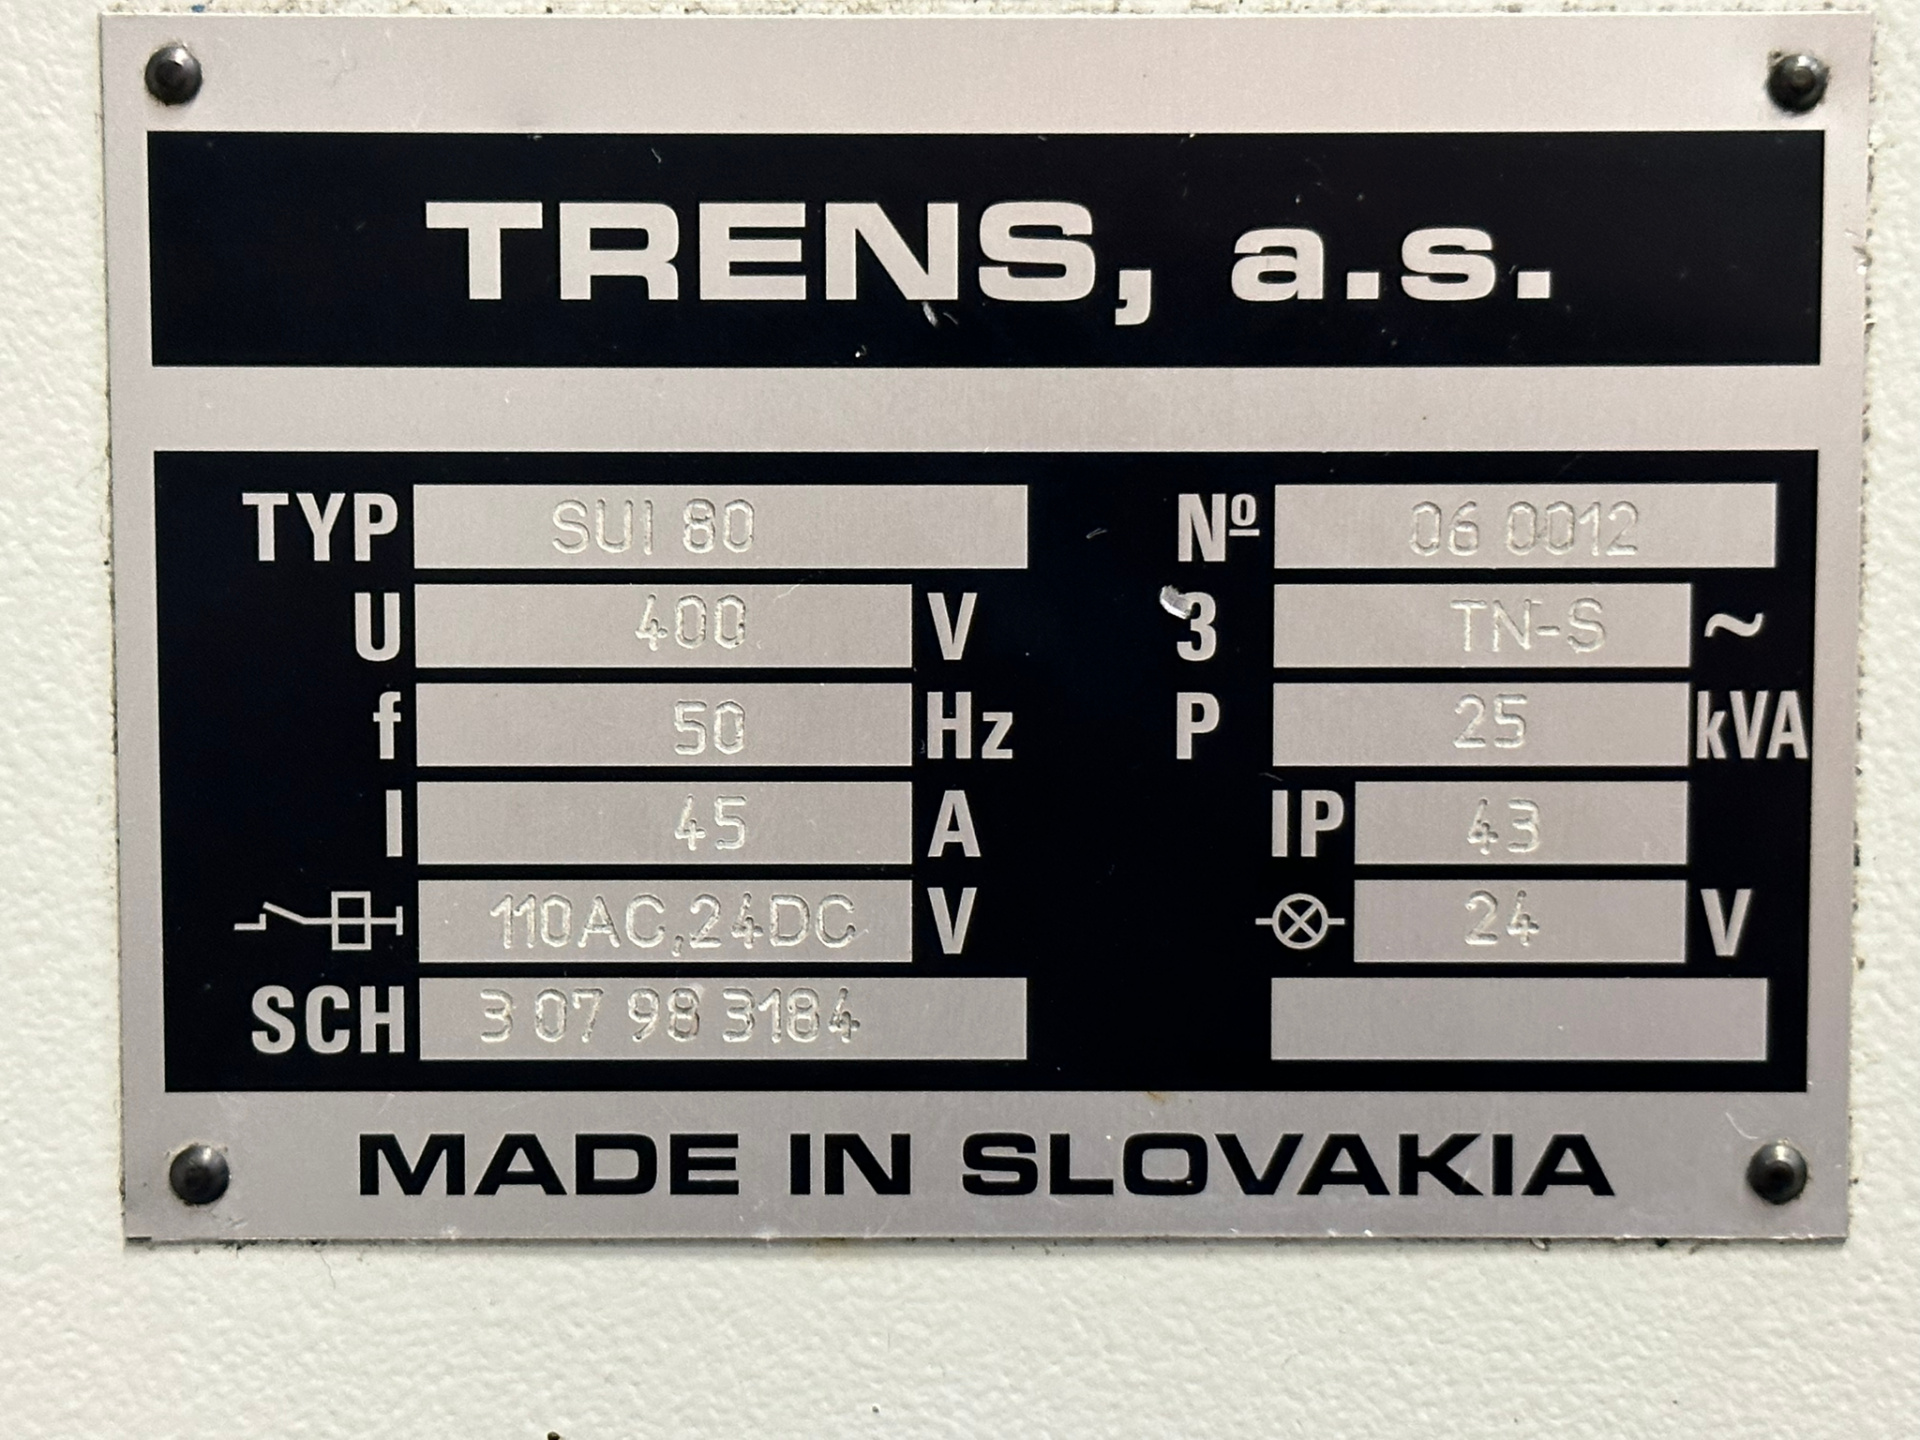 TRENS, a.s.
TYP SUI 80 Nº 06 0012
U 400 V 3 TN-S ~
f 50 Hz P 25 kVA
I 45 A IP 43
110AC,24DC V 24 V
SCH 3 07 98 3184
MADE IN SLOVAKIA